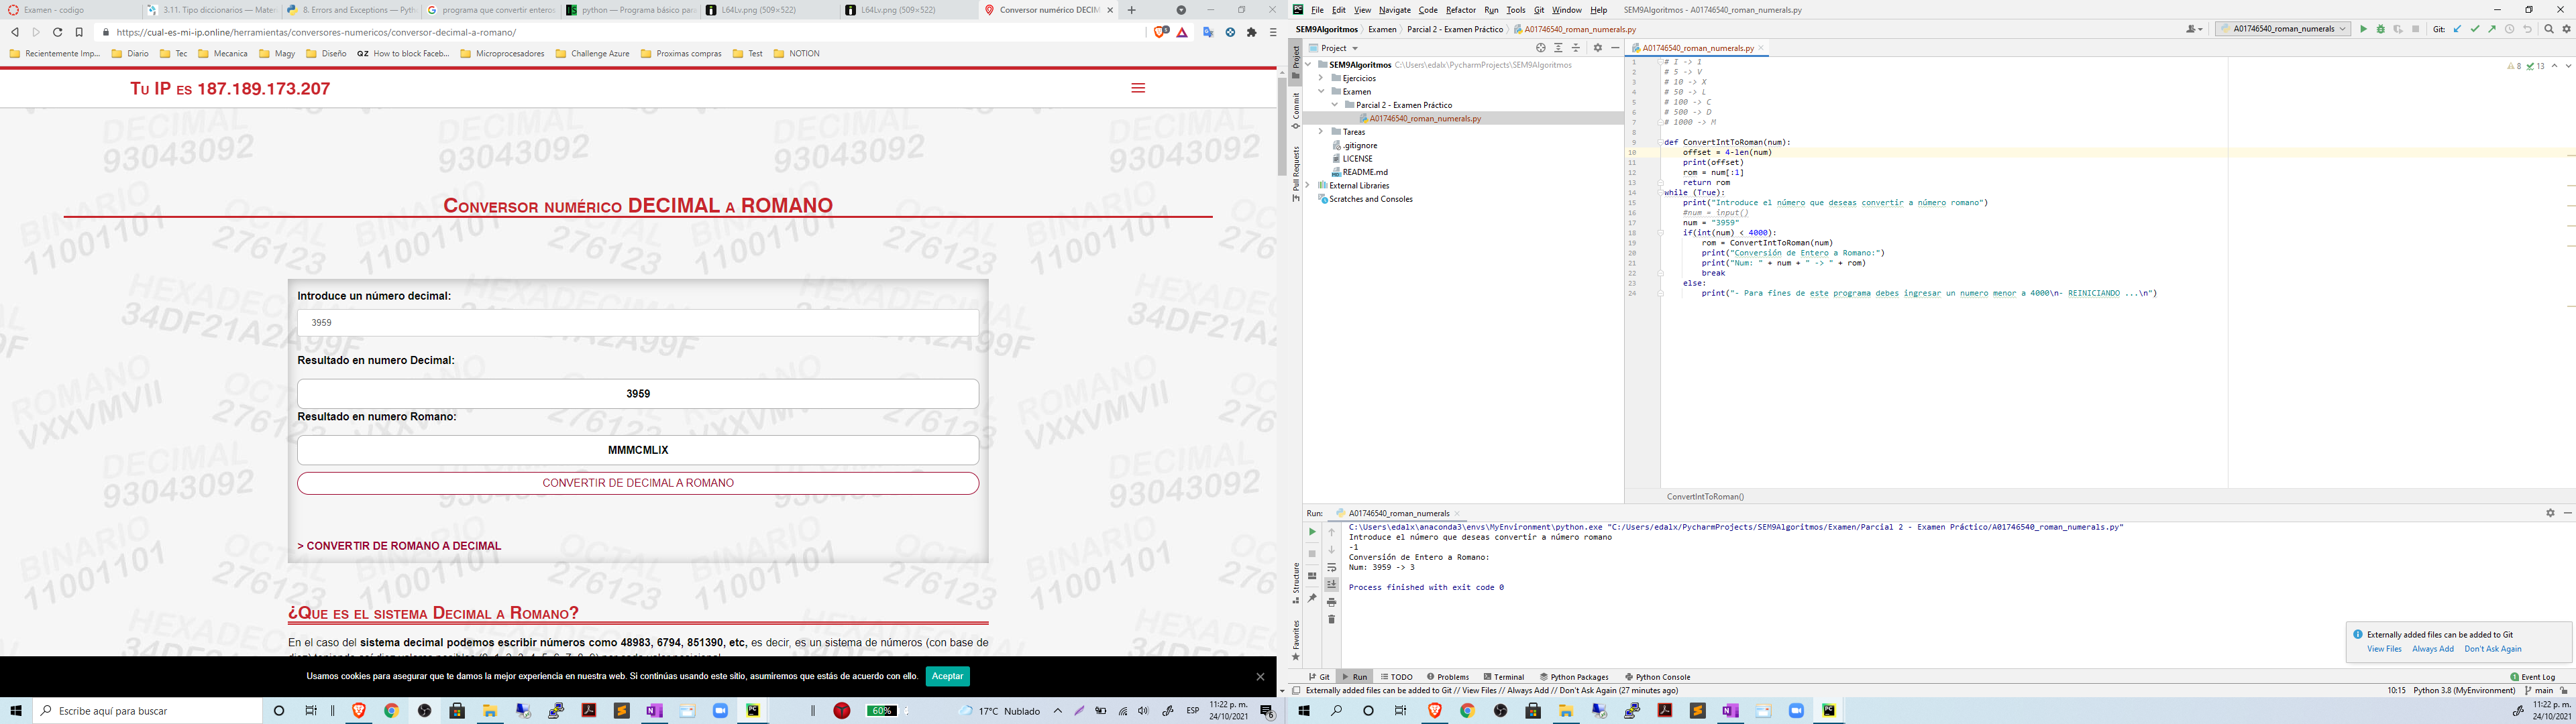 Examen - codigo
3.11. Tipo diccionarios — Mater
8. Errors and Exceptions — Pyth
programa que convertir enteros
python — Programa básico para
L64Lv.png (509×522)
L64Lv.png (509×522)
Conversor numérico DECIM
https://cual-es-mi-ip.online/herramientas/conversores-numericos/conversor-decimal-a-romano/
Recientemente Imp... Diario Tec Mecanica Magy Diseño QZ How to block Faceb... Microprocesadores Challenge Azure Proximas compras Test NOTION
Tu IP es 187.189.173.207
Conversor numérico DECIMAL a ROMANO
Introduce un número decimal:
3959
Resultado en numero Decimal:
3959
Resultado en numero Romano:
MMMCMLIX
CONVERTIR DE DECIMAL A ROMANO
> CONVERTIR DE ROMANO A DECIMAL
¿Que es el sistema Decimal a Romano?
En el caso del sistema decimal podemos escribir números como 48983, 6794, 851390, etc, es decir, es un sistema de números (con base de
Usamos cookies para asegurar que te damos la mejor experiencia en nuestra web. Si continúas usando este sitio, asumiremos que estás de acuerdo con ello. Aceptar
Escribe aquí para buscar
60%
17°C Nublado
ESP
11:22 p. m.
24/10/2021
File Edit View Navigate Code Refactor Run Tools Git Window Help SEM9Algoritmos - A01746540_roman_numerals.py
SEM9Algoritmos Examen Parcial 2 - Examen Práctico A01746540_roman_numerals.py
A01746540_roman_numerals Git:
Project
SEM9Algoritmos C:\Users\edalx\PycharmProjects\SEM9Algoritmos
Ejercicios
Examen
Parcial 2 - Examen Práctico
A01746540_roman_numerals.py
Tareas
.gitignore
LICENSE
README.md
External Libraries
Scratches and Consoles
Project
Commit
Pull Requests
Structure
Favorites
A01746540_roman_numerals.py
8 13
1 # I -> 1
2 # 5 -> V
3 # 10 -> X
4 # 50 -> L
5 # 100 -> C
6 # 500 -> D
7 # 1000 -> M
8
9 def ConvertIntToRoman(num):
10 offset = 4-len(num)
11 print(offset)
12 rom = num[:1]
13 return rom
14 while (True):
15 print("Introduce el número que deseas convertir a número romano")
16 #num = input()
17 num = "3959"
18 if(int(num) < 4000):
19 rom = ConvertIntToRoman(num)
20 print("Conversión de Entero a Romano:")
21 print("Num: " + num + " -> " + rom)
22 break
23 else:
24 print("- Para fines de este programa debes ingresar un numero menor a 4000\n- REINICIANDO ...\n")
ConvertIntToRoman()
Run: A01746540_roman_numerals
C:\Users\edalx\anaconda3\envs\MyEnvironment\python.exe "C:/Users/edalx/PycharmProjects/SEM9Algoritmos/Examen/Parcial 2 - Examen Práctico/A01746540_roman_numerals.py"
Introduce el número que deseas convertir a número romano
-1
Conversión de Entero a Romano:
Num: 3959 -> 3
Process finished with exit code 0
Externally added files can be added to Git
View Files Always Add Don't Ask Again
Git Run TODO Problems Terminal Python Packages Python Console Event Log
Externally added files can be added to Git // View Files // Always Add // Don't Ask Again (27 minutes ago)
10:15 Python 3.8 (MyEnvironment) main
11:22 p. m.
24/10/2021